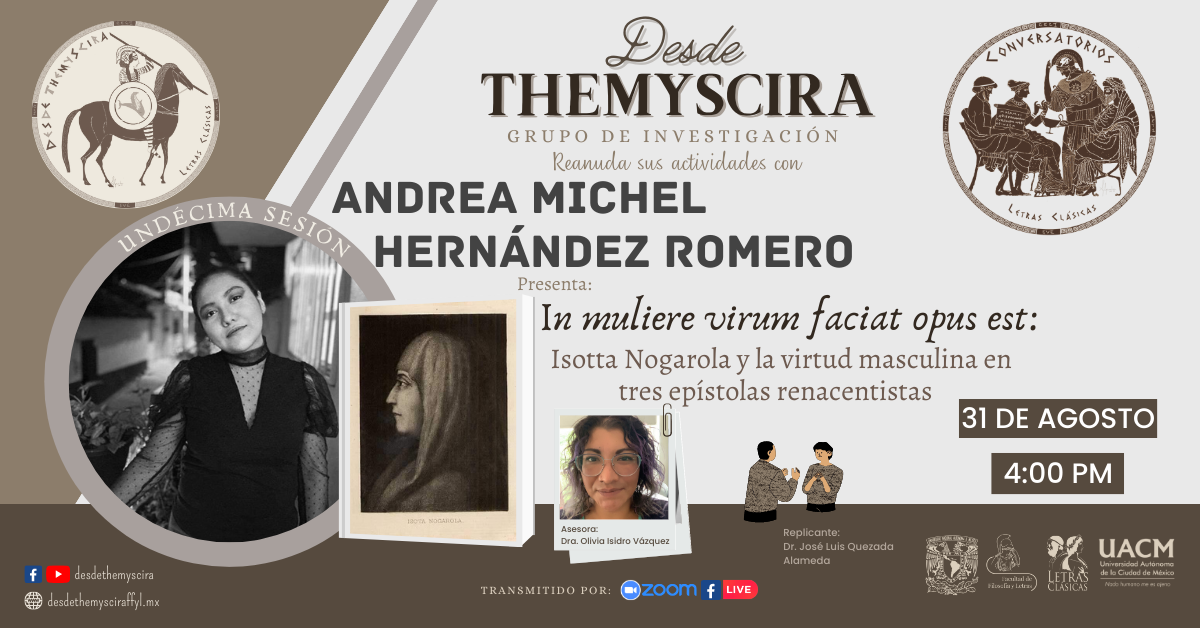 DESDE THEMYSCIRA
LETRAS CLÁSICAS
Desde
THEMYSCIRA
GRUPO DE INVESTIGACIÓN
Reanuda sus actividades con
CONVERSATORIOS
LETRAS CLÁSICAS
UNDÉCIMA SESIÓN
ANDREA MICHEL
HERNÁNDEZ ROMERO
Presenta:
In muliere virum faciat opus est:
Isotta Nogarola y la virtud masculina en
tres epístolas renacentistas
ISOTTA NOGAROLA
31 DE AGOSTO
4:00 PM
Asesora:
Dra. Olivia Isidro Vázquez
Replicante:
Dr. José Luis Quezada
Alameda
desdethemyscira
desdethemysciraffyl.mx
TRANSMITIDO POR: zoom LIVE
Facultad de
Filosofía y Letras
LETRAS
CLÁSICAS
UACM
Universidad Autónoma
de la Ciudad de México
Nada humano me es ajeno